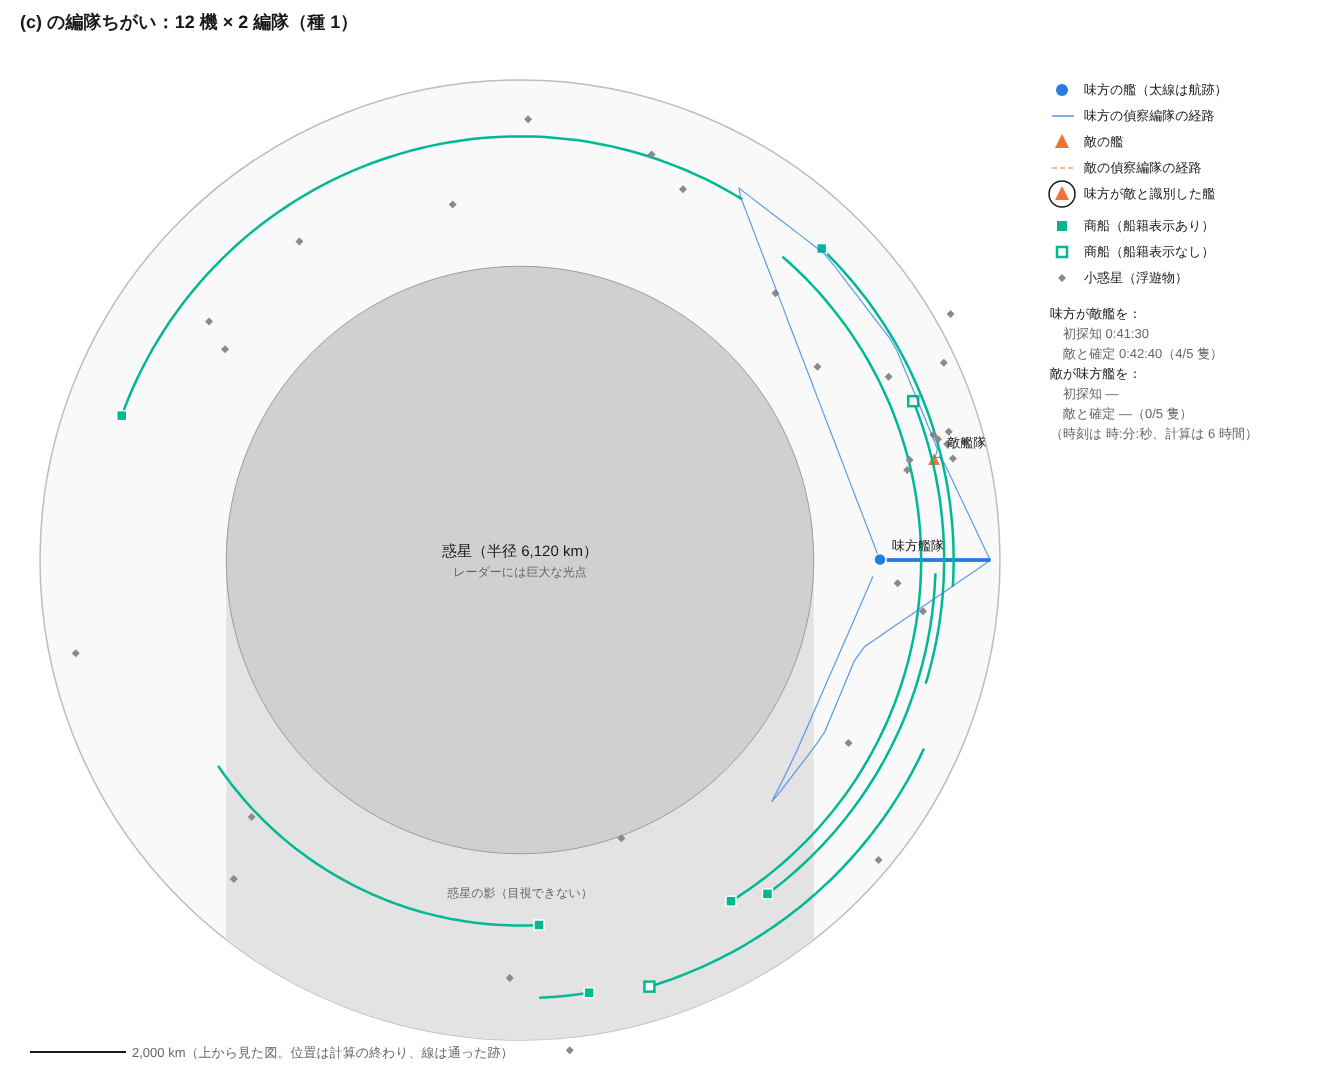 (c) の編隊ちがい：12 機 × 2 編隊（種 1）
味方の艦（太線は航跡）
味方の偵察編隊の経路
敵の艦
敵の偵察編隊の経路
味方が敵と識別した艦
商船（船籍表示あり）
商船（船籍表示なし）
小惑星（浮遊物）
味方が敵艦を：
初探知 0:41:30
敵と確定 0:42:40（4/5 隻）
敵が味方艦を：
初探知 —
敵と確定 —（0/5 隻）
（時刻は 時:分:秒、計算は 6 時間）
敵艦隊
味方艦隊
惑星（半径 6,120 km）
レーダーには巨大な光点
惑星の影（目視できない）
2,000 km（上から見た図。位置は計算の終わり、線は通った跡）